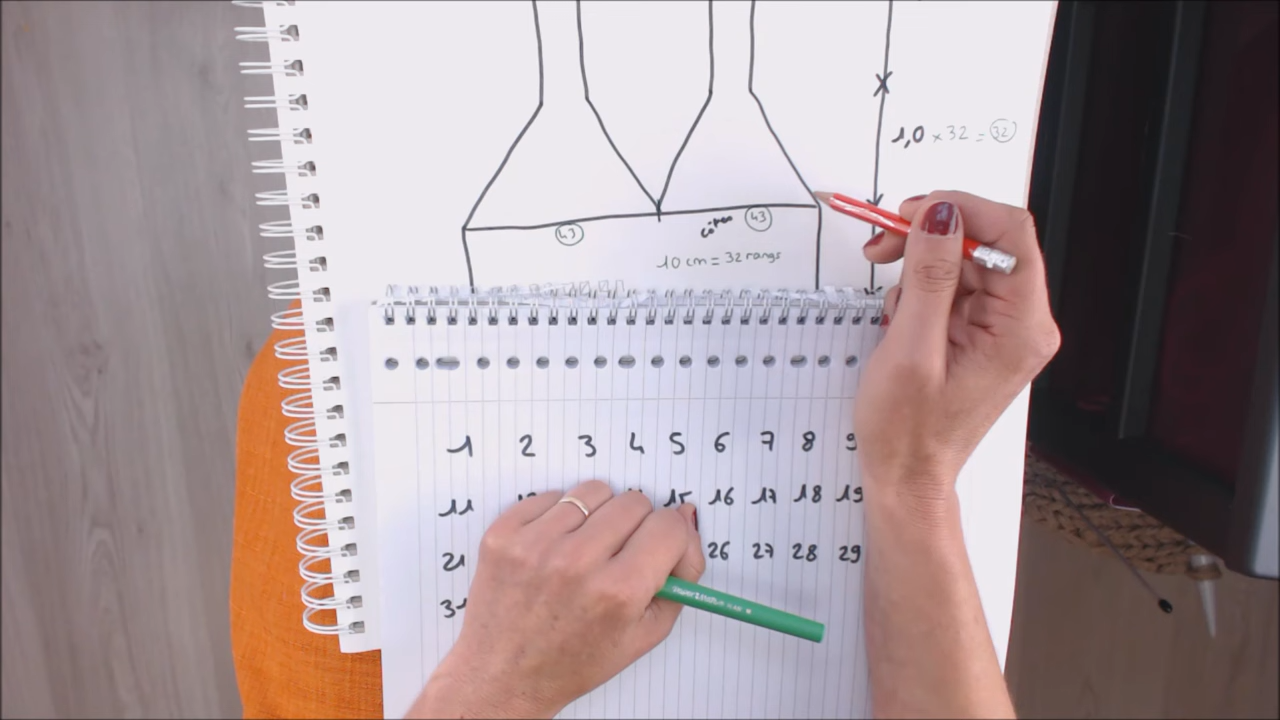 1,0 × 32 = 32
43 côtes 43
10 cm = 32 rangs
1 2 3 4 5 6 7 8 9
11 15 16 17 18 19
21 26 27 28 29